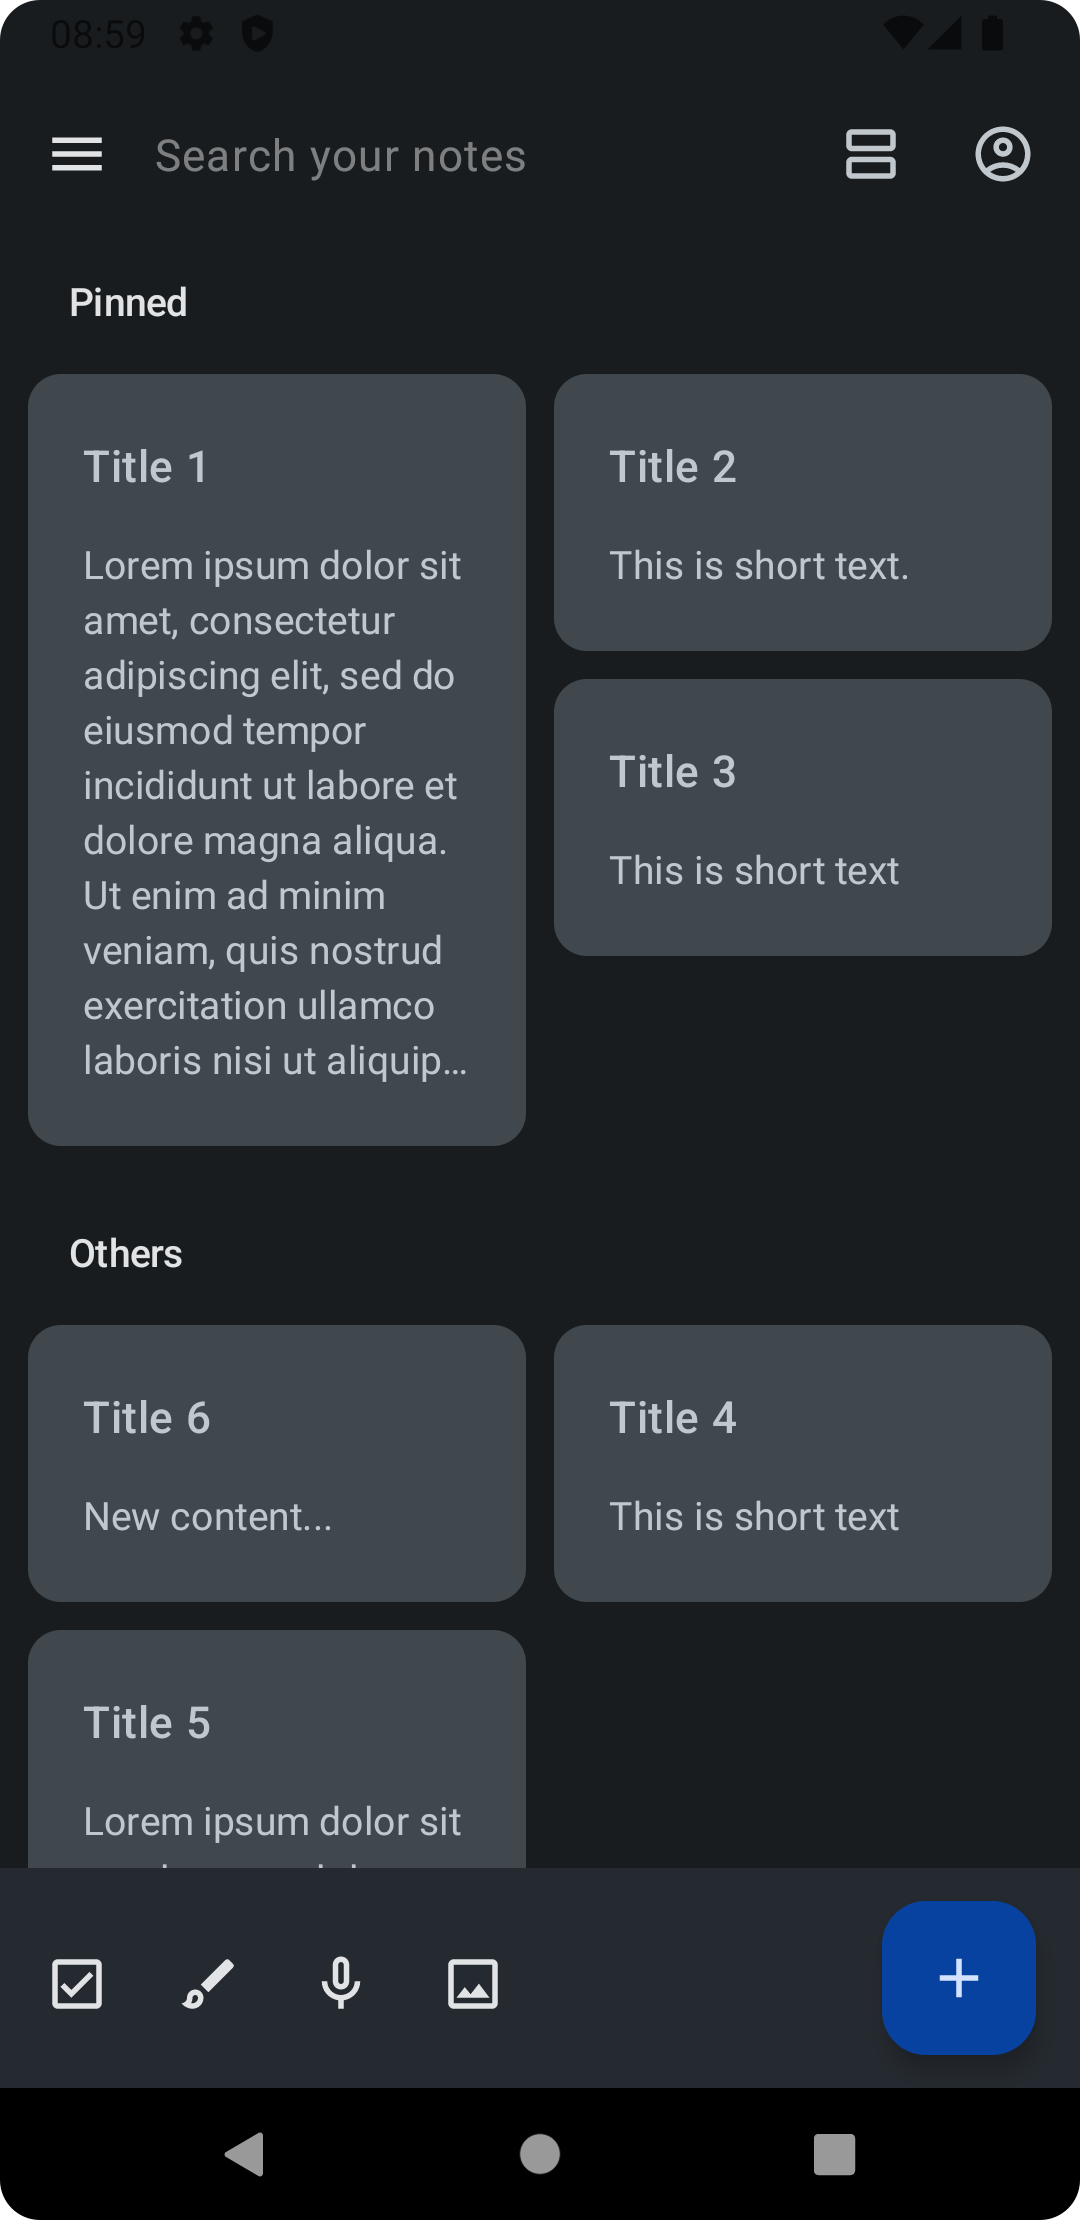 08:59
Search your notes
Pinned
Title 1
Lorem ipsum dolor sit
amet, consectetur
adipiscing elit, sed do
eiusmod tempor
incididunt ut labore et
dolore magna aliqua.
Ut enim ad minim
veniam, quis nostrud
exercitation ullamco
laboris nisi ut aliquip...
Title 2
This is short text.
Title 3
This is short text
Others
Title 6
New content...
Title 4
This is short text
Title 5
Lorem ipsum dolor sit